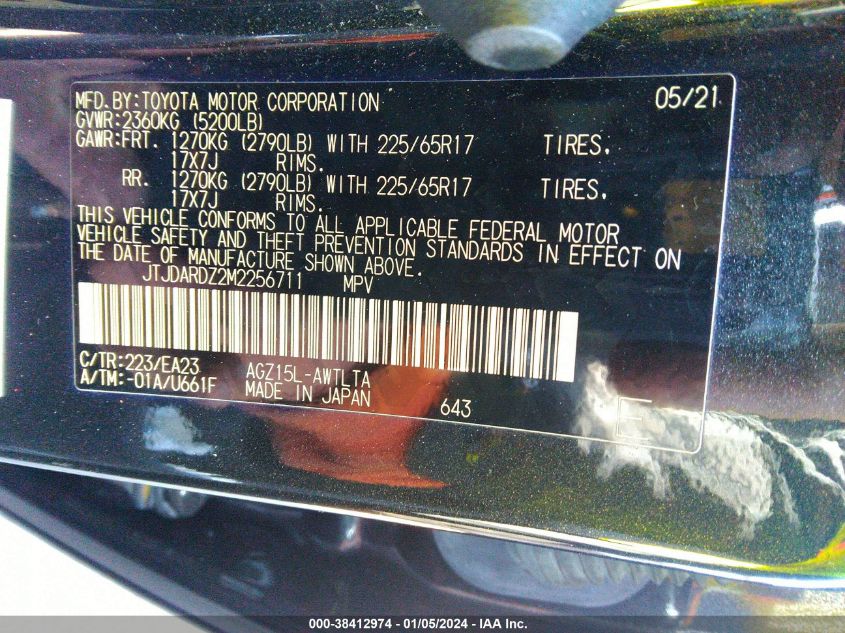 MFD.BY:TOYOTA MOTOR CORPORATION 05/21
GVWR:2360KG (5200LB)
GAWR:FRT. 1270KG (2790LB) WITH 225/65R17 TIRES,
17X7J RIMS.
RR. 1270KG (2790LB) WITH 225/65R17 TIRES,
17X7J RIMS.
THIS VEHICLE CONFORMS TO ALL APPLICABLE FEDERAL MOTOR
VEHICLE SAFETY AND THEFT PREVENTION STANDARDS IN EFFECT ON
THE DATE OF MANUFACTURE SHOWN ABOVE.
JTJDARDZ2M2256711 MPV
C/TR:223/EA23 AGZ15L-AWTLTA
A/TM:-01A/U661F MADE IN JAPAN 643
E
000-38412974 - 01/05/2024 - IAA Inc.